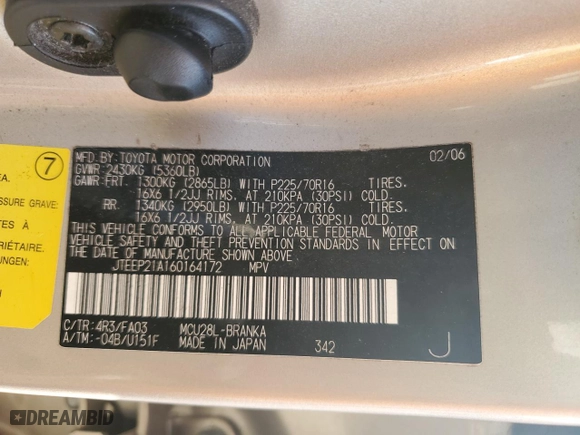 7
EA.
SSURE GRAVE:
TES À
PRIÉTAIRE.
UNGEN:
MFD.BY:TOYOTA MOTOR CORPORATION 02/06
GVWR:2430KG (5360LB)
GAWR:FRT. 1300KG (2865LB) WITH P225/70R16 TIRES.
16X6 1/2JJ RIMS. AT 210KPA (30PSI) COLD.
RR. 1340KG (2950LB) WITH P225/70R16 TIRES.
16X6 1/2JJ RIMS. AT 210KPA (30PSI) COLD.
THIS VEHICLE CONFORMS TO ALL APPLICABLE FEDERAL MOTOR
VEHICLE SAFETY AND THEFT PREVENTION STANDARDS IN EFFECT ON
THE DATE OF MANUFACTURE SHOWN ABOVE
JTEEP21A160164172 MPV
C/TR:4R3/FA03 MCU28L-BRANKA
A/TM:-04B/U151F MADE IN JAPAN 342 J
DREAMBID